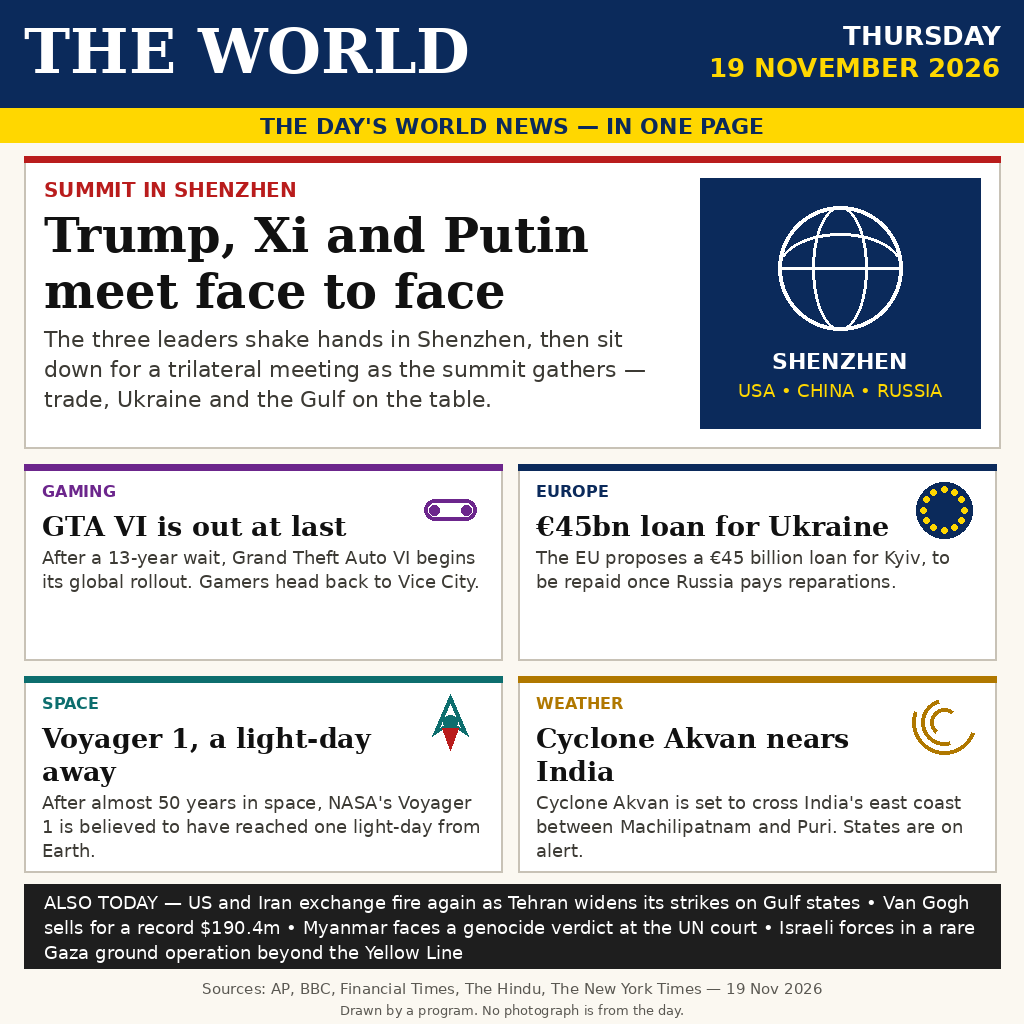 THE WORLD
THURSDAY
19 NOVEMBER 2026
THE DAY'S WORLD NEWS — IN ONE PAGE
SUMMIT IN SHENZHEN
Trump, Xi and Putin
meet face to face
The three leaders shake hands in Shenzhen, then sit
down for a trilateral meeting as the summit gathers —
trade, Ukraine and the Gulf on the table.
SHENZHEN
USA • CHINA • RUSSIA
GAMING
GTA VI is out at last
After a 13-year wait, Grand Theft Auto VI begins
its global rollout. Gamers head back to Vice City.
EUROPE
€45bn loan for Ukraine
The EU proposes a €45 billion loan for Kyiv, to
be repaid once Russia pays reparations.
SPACE
Voyager 1, a light-day
away
After almost 50 years in space, NASA's Voyager
1 is believed to have reached one light-day from
Earth.
WEATHER
Cyclone Akvan nears
India
Cyclone Akvan is set to cross India's east coast
between Machilipatnam and Puri. States are on
alert.
ALSO TODAY — US and Iran exchange fire again as Tehran widens its strikes on Gulf states • Van Gogh
sells for a record $190.4m • Myanmar faces a genocide verdict at the UN court • Israeli forces in a rare
Gaza ground operation beyond the Yellow Line
Sources: AP, BBC, Financial Times, The Hindu, The New York Times — 19 Nov 2026
Drawn by a program. No photograph is from the day.